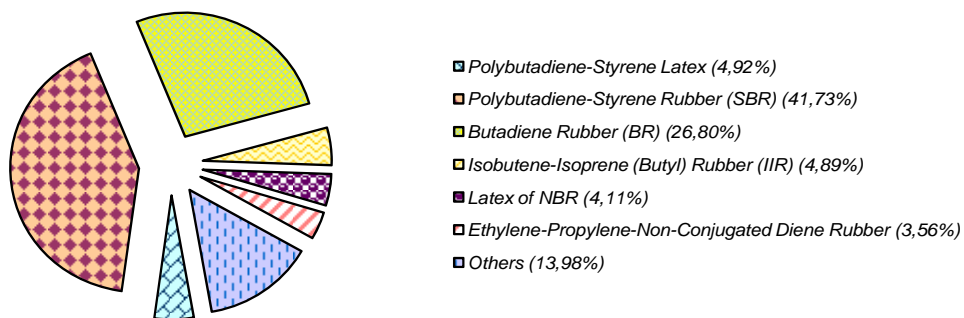 Polybutadiene-Styrene Latex (4,92%)
Polybutadiene-Styrene Rubber (SBR) (41,73%)
Butadiene Rubber (BR) (26,80%)
Isobutene-Isoprene (Butyl) Rubber (IIR) (4,89%)
Latex of NBR (4,11%)
Ethylene-Propylene-Non-Conjugated Diene Rubber (3,56%)
Others (13,98%)